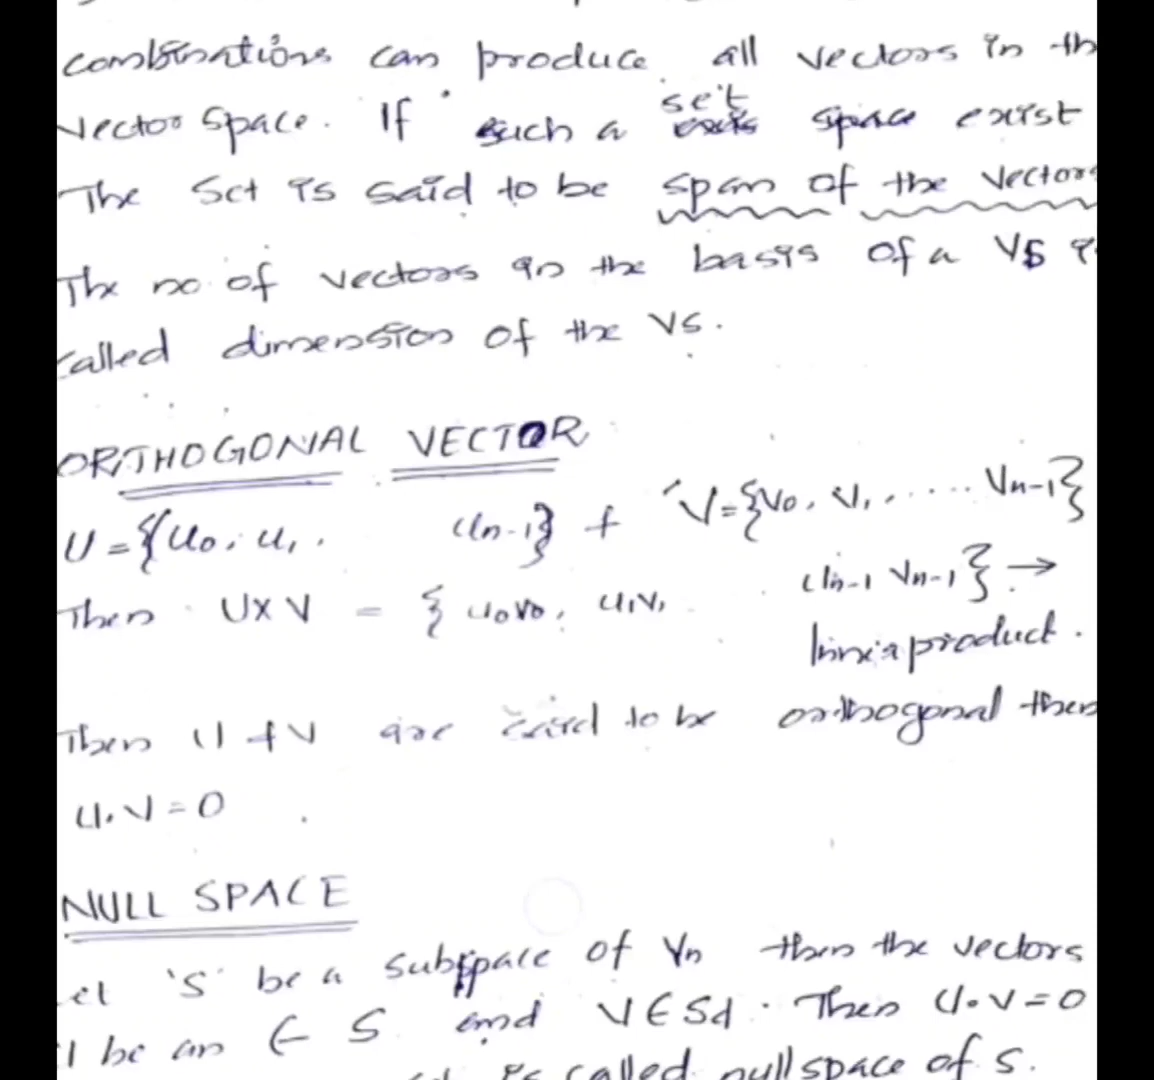 combinations can produce all vectors in th
Vector space. If such a set space exist
The Set is said to be span of the Vectors
The no of vectors in the basis of a VS i
called dimension of the VS.
ORTHOGONAL VECTOR
U = {u0, u1, . un-1} + V = {v0, v1, ...... vn-1}
Then U x V = { u0v0, u1v1 . un-1 vn-1} →
Inner product.
Then U + V are said to be orthogonal then
U.V = 0
NULL SPACE
et 'S' be a subspace of Vn then the vectors
be an ∈ S and V ∈ Sd. Then U.V = 0
is called null space of S.